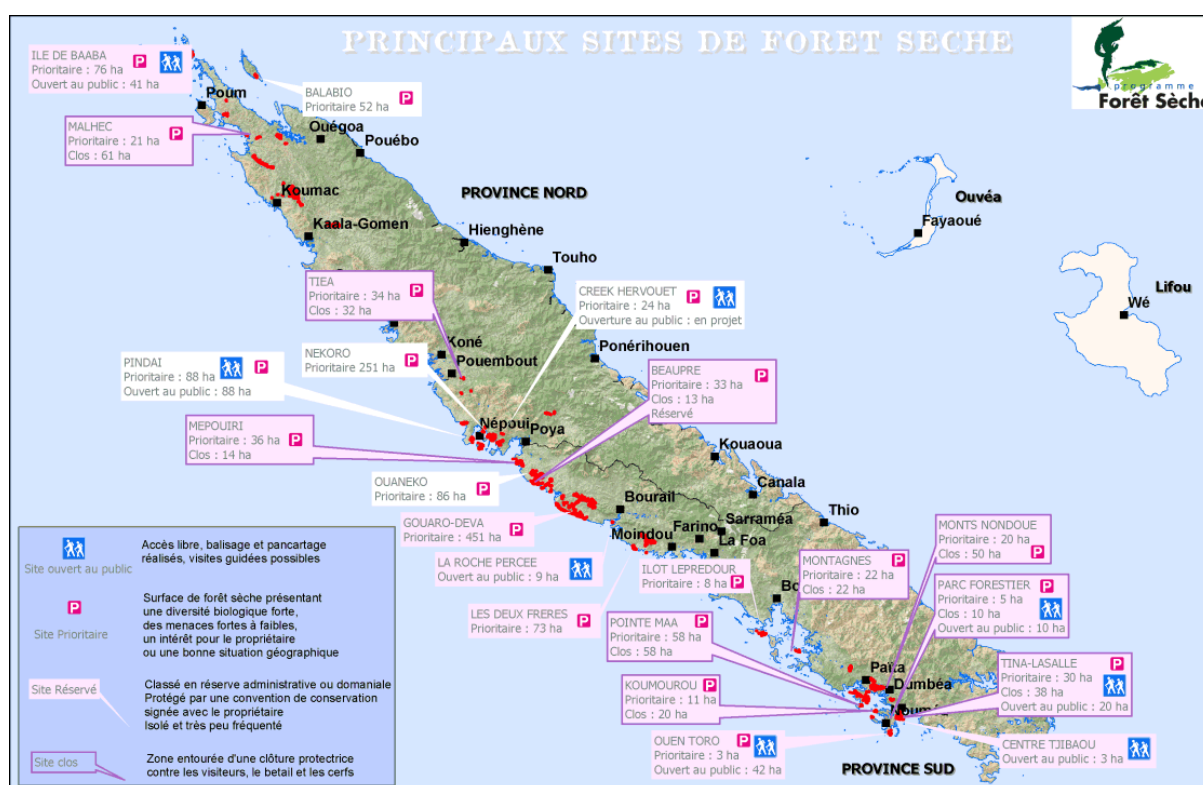 PRINCIPAUX SITES DE FORET SECHE
programme
Forêt Sèche
ILE DE BAABA
Prioritaire : 76 ha
Ouvert au public : 41 ha
P
Poum
BALABIO
Prioritaire 52 ha
P
MALHEC
Prioritaire : 21 ha
Clos : 61 ha
P
Ouégoa
Pouébo
Koumac
PROVINCE NORD
Kaala-Gomen
Hienghène
Touho
Ouvéa
Fayaoué
Lifou
Wé
TIEA
Prioritaire : 34 ha
Clos : 32 ha
P
CREEK HERVOUET
Prioritaire : 24 ha
Ouverture au public : en projet
P
Koné
Pouembout
Ponérihouen
PINDAI
Prioritaire : 88 ha
Ouvert au public : 88 ha
P
NEKORO
Prioritaire 251 ha
P
BEAUPRE
Prioritaire : 33 ha
Clos : 13 ha
Réservé
P
MEPOUIRI
Prioritaire : 36 ha
Clos : 14 ha
P
Népoui
Poya
Kouaoua
OUANEKO
Prioritaire : 86 ha
P
Canala
GOUARO-DEVA
Prioritaire : 451 ha
P
Bourail
Moindou
Farino
Sarraméa
La Foa
Thio
LA ROCHE PERCEE
Ouvert au public : 9 ha
ILOT LEPREDOUR
Prioritaire : 8 ha
P
MONTAGNES
Prioritaire : 22 ha
Clos : 22 ha
P
MONTS NONDOUE
Prioritaire : 20 ha
Clos : 50 ha
P
LES DEUX FRERES
Prioritaire : 73 ha
P
POINTE MAA
Prioritaire : 58 ha
Clos : 58 ha
P
PARC FORESTIER
Prioritaire : 5 ha
Clos : 10 ha
Ouvert au public : 10 ha
P
Païta
Dumbéa
Nouméa
KOUMOUROU
Prioritaire : 11 ha
Clos : 20 ha
P
TINA-LASALLE
Prioritaire : 30 ha
Clos : 38 ha
Ouvert au public : 20 ha
P
OUEN TORO
Prioritaire : 3 ha
Ouvert au public : 42 ha
P
CENTRE TJIBAOU
Ouvert au public : 3 ha
PROVINCE SUD
Site ouvert au public
Accès libre, balisage et pancartage
réalisés, visites guidées possibles
P
Site Prioritaire
Surface de forêt sèche présentant
une diversité biologique forte,
des menaces fortes à faibles,
un intérêt pour le propriétaire
ou une bonne situation géographique
Site Réservé
Classé en réserve administrative ou domaniale
Protégé par une convention de conservation
signée avec le propriétaire
Isolé et très peu fréquenté
Site clos
Zone entourée d'une clôture protectrice
contre les visiteurs, le betail et les cerfs